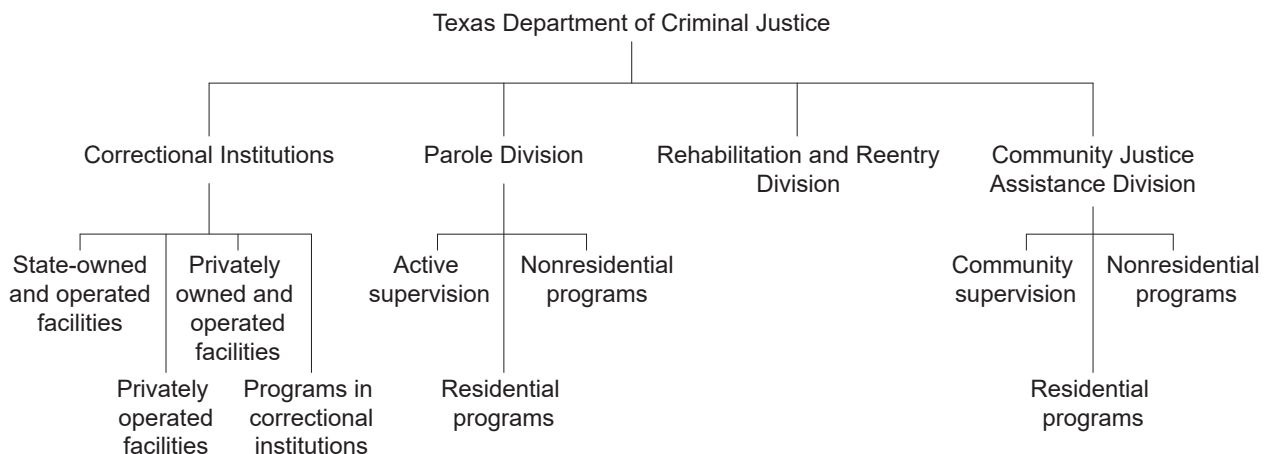 Texas Department of Criminal Justice
Correctional Institutions
Parole Division
Rehabilitation and Reentry
Division
Community Justice
Assistance Division
State-owned
and operated
facilities
Privately
owned and
operated
facilities
Privately
operated
facilities
Programs in
correctional
institutions
Active
supervision
Nonresidential
programs
Residential
programs
Community
supervision
Nonresidential
programs
Residential
programs